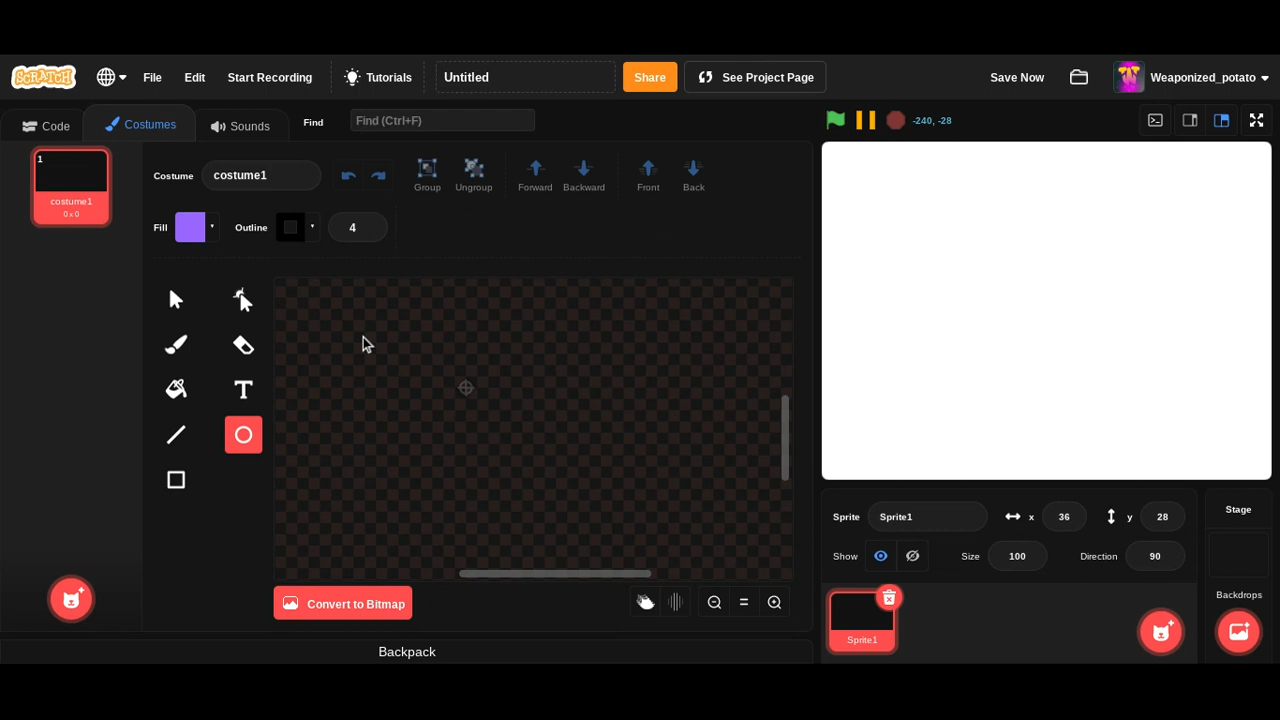 SCRATCH File Edit Start Recording Tutorials Untitled Share See Project Page Save Now Weaponized_potato
Code Costumes Sounds Find Find (Ctrl+F) -240, -28
1
costume1
0 x 0
Costume costume1 Group Ungroup Forward Backward Front Back
Fill Outline 4
T
Convert to Bitmap
Backpack
Sprite Sprite1 x 36 y 28
Show Size 100 Direction 90
Sprite1
Stage
Backdrops